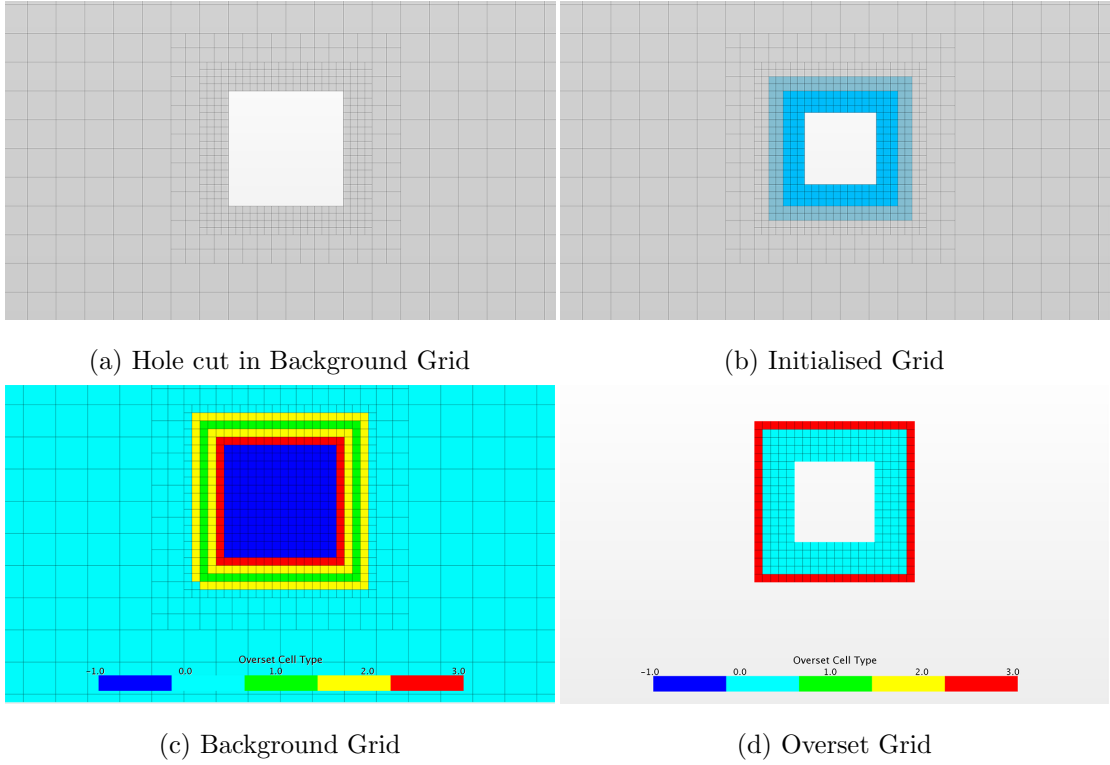 (a) Hole cut in Background Grid
(b) Initialised Grid
Overset Cell Type
-1.0 0.0 1.0 2.0 3.0
Overset Cell Type
-1.0 0.0 1.0 2.0 3.0
(c) Background Grid
(d) Overset Grid